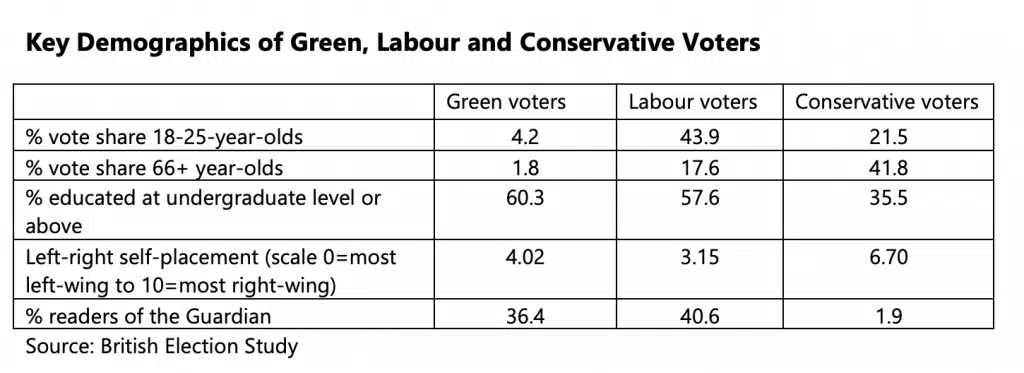 Key Demographics of Green, Labour and Conservative Voters
Green voters Labour voters Conservative voters
% vote share 18-25-year-olds 4.2 43.9 21.5
% vote share 66+ year-olds 1.8 17.6 41.8
% educated at undergraduate level or 60.3 57.6 35.5
above
Left-right self-placement (scale 0=most 4.02 3.15 6.70
left-wing to 10=most right-wing)
% readers of the Guardian 36.4 40.6 1.9
Source: British Election Study